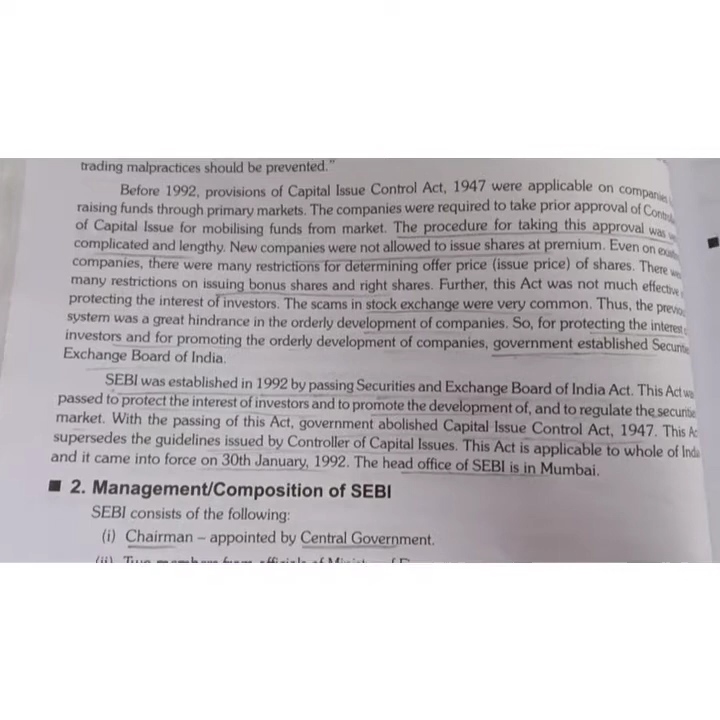 trading malpractices should be prevented."
Before 1992, provisions of Capital Issue Control Act, 1947 were applicable on companies
raising funds through primary markets. The companies were required to take prior approval of
of Capital Issue for mobilising funds from market. The procedure for taking this approval was
complicated and lengthy. New companies were not allowed to issue shares at premium. Even on
companies, there were many restrictions for determining offer price (issue price) of shares. There
many restrictions on issuing bonus shares and right shares. Further, this Act was not much effective
protecting the interest of investors. The scams in stock exchange were very common. Thus, the
system was a great hindrance in the orderly development of companies. So, for protecting the interest
investors and for promoting the orderly development of companies, government established
Exchange Board of India.
SEBI was established in 1992 by passing Securities and Exchange Board of India Act. This Act
passed to protect the interest of investors and to promote the development of, and to regulate the
market. With the passing of this Act, government abolished Capital Issue Control Act, 1947. This
supersedes the guidelines issued by Controller of Capital Issues. This Act is applicable to whole of
and it came into force on 30th January, 1992. The head office of SEBI is in Mumbai.
■ 2. Management/Composition of SEBI
SEBI consists of the following:
(i) Chairman – appointed by Central Government.